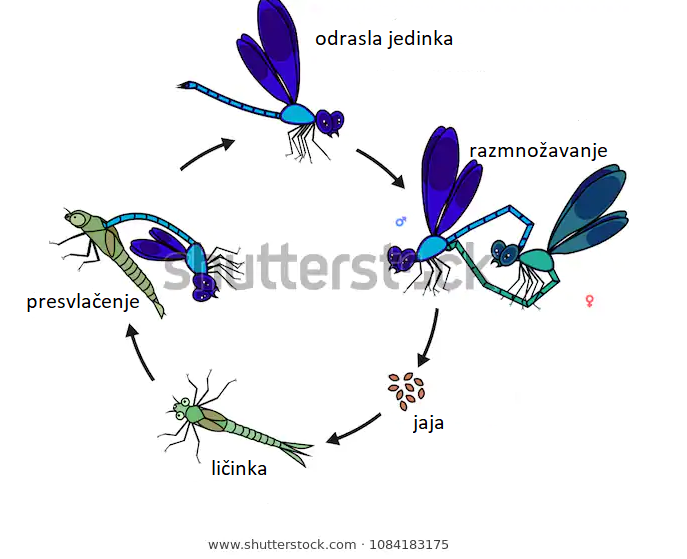 odrasla jedinka
razmnožavanje
♂
shutterstock
presvlačenje
♀
jaja
ličinka
www.shutterstock.com · 1084183175